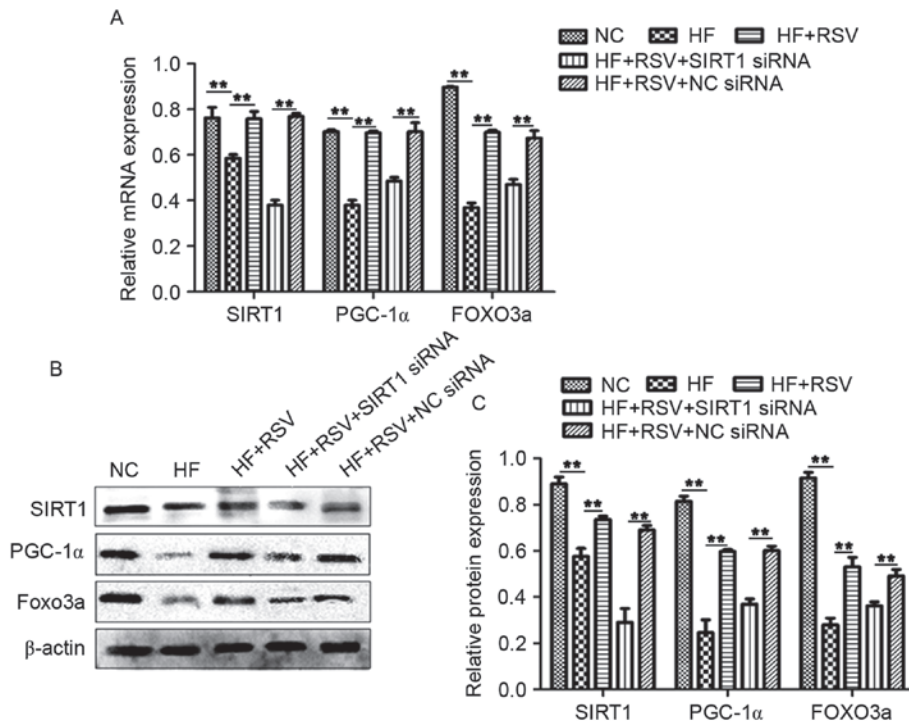 A
NC HF HF+RSV
HF+RSV+SIRT1 siRNA
HF+RSV+NC siRNA
Relative mRNA expression
1.0
0.8
0.6
0.4
0.2
0.0
** ** ** ** ** ** ** ** **
SIRT1 PGC-1α FOXO3a
B
NC HF HF+RSV HF+RSV+SIRT1 siRNA HF+RSV+NC siRNA
SIRT1
PGC-1α
Foxo3a
β-actin
C
NC HF HF+RSV
HF+RSV+SIRT1 siRNA
HF+RSV+NC siRNA
Relative protein expression
1.0
0.8
0.6
0.4
0.2
0.0
** ** ** ** ** ** ** ** **
SIRT1 PGC-1α FOXO3a